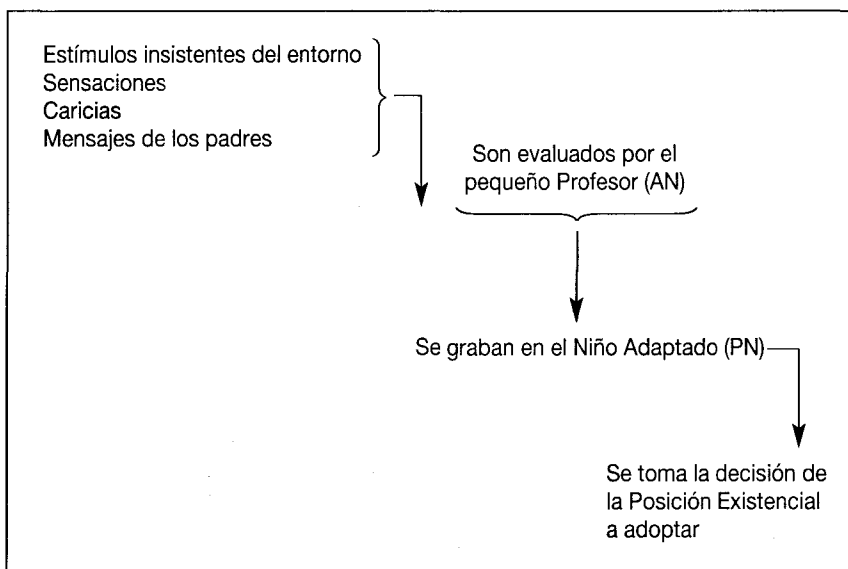 Estímulos insistentes del entorno
Sensaciones
Caricias
Mensajes de los padres
Son evaluados por el
pequeño Profesor (AN)
Se graban en el Niño Adaptado (PN)
Se toma la decisión de
la Posición Existencial
a adoptar